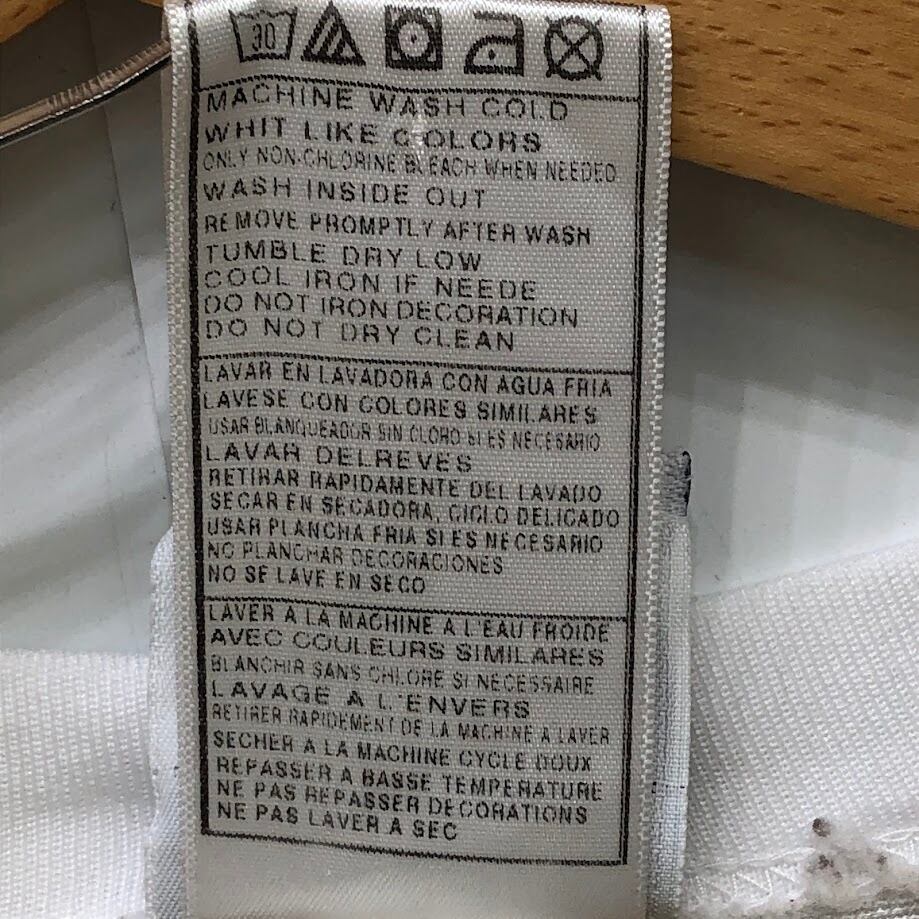 30
MACHINE WASH COLD
WHIT LIKE COLORS
ONLY NON-CHLORINE BLEACH WHEN NEEDED
WASH INSIDE OUT
REMOVE PROMPTLY AFTER WASH
TUMBLE DRY LOW
COOL IRON IF NEEDE
DO NOT IRON DECORATION
DO NOT DRY CLEAN
LAVAR EN LAVADORA CON AGUA FRIA
LAVESE CON COLORES SIMILARES
USAR BLANQUEADOR SIN CLORO SI ES NECESARIO
LAVAR DELREVES
RETIRAR RAPIDAMENTE DEL LAVADO
SECAR EN SECADORA, CICLO DELICADO
USAR PLANCHA FRIA SI ES NECESARIO
NO PLANCHAR DECORACIONES
NO SE LAVE EN SECO
LAVER A LA MACHINE A L'EAU FROIDE
AVEC COULEURS SIMILARES
BLANCHIR SANS CHLORE SI NECESSAIRE
LAVAGE A L'ENVERS
RETIRER RAPIDEMENT DE LA MACHINE A LAVER
SECHER A LA MACHINE CYCLE DOUX
REPASSER A BASSE TEMPERATURE
NE PAS REPASSER DECORATIONS
NE PAS LAVER A SEC